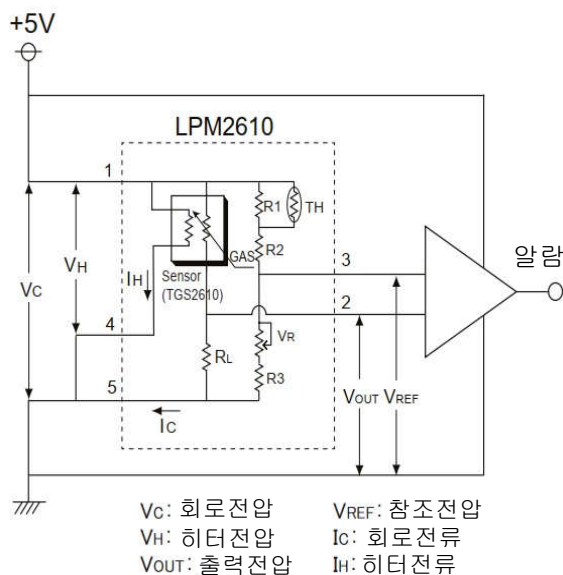 +5V
LPM2610
1
R1
TH
R2
GAS
Sensor
(TGS2610)
3
알람
VH
IH
VC
2
4
VR
RL
R3
5
VOUT VREF
IC
VC: 회로전압
VREF: 참조전압
VH: 히터전압
IC: 회로전류
VOUT: 출력전압
IH: 히터전류